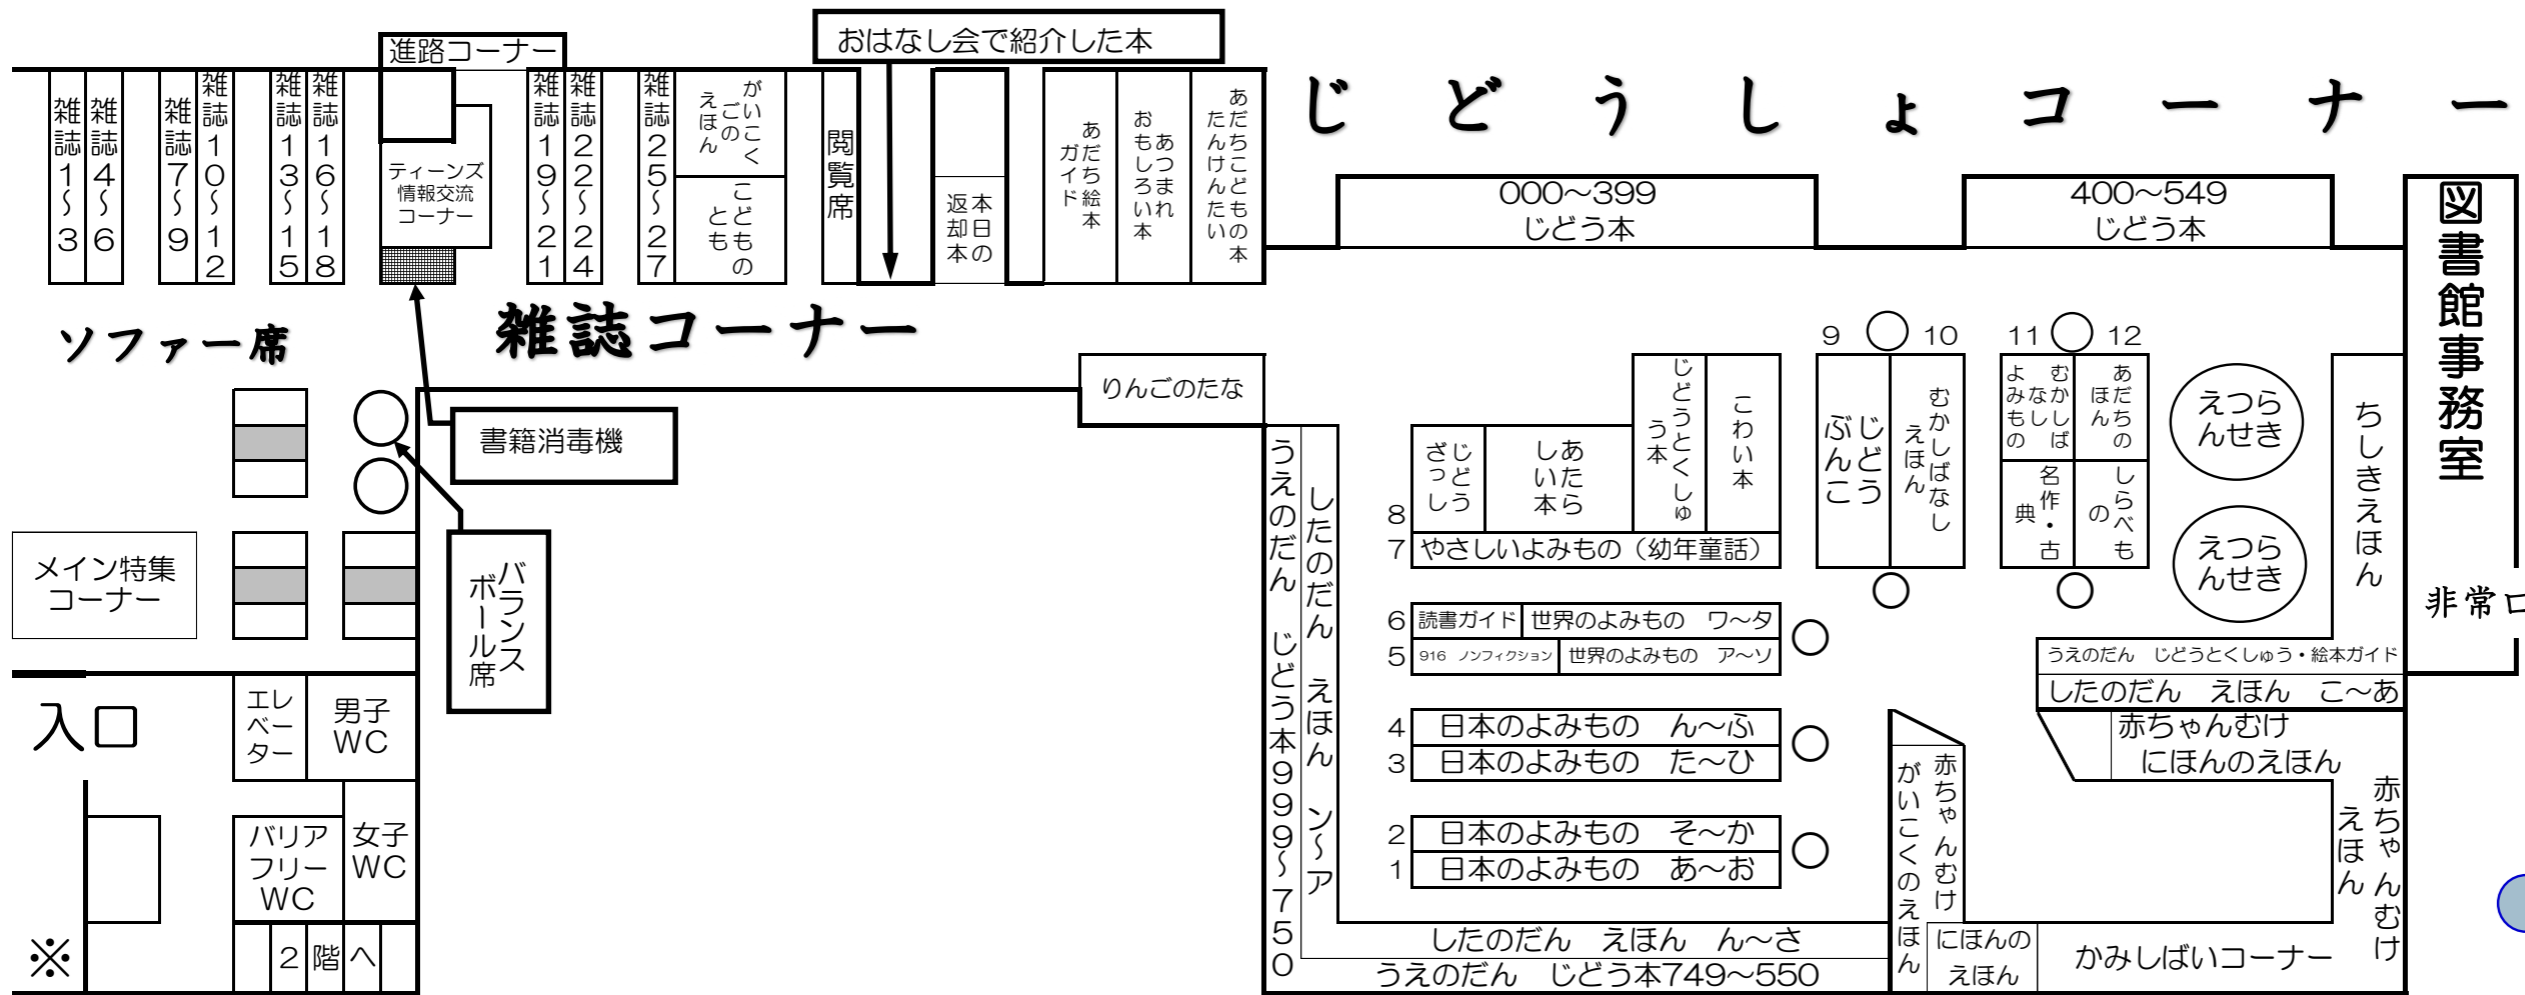 進路コーナー
おはなし会で紹介した本
じどうしょコーナー
雑誌1～3
雑誌4～6
雑誌7～9
雑誌10～12
雑誌13～15
雑誌16～18
ティーンズ
情報交流
コーナー
雑誌19～21
雑誌22～24
雑誌25～27
がいこく
ごの
えほん
こどもの
とも
閲覧席
本日の
返却本
あだち絵本
ガイド
あつまれ
おもしろい本
あだちこどもの本
たんけんたい
000～399
じどう本
400～549
じどう本
図書館事務室
ソファー席
雑誌コーナー
りんごのたな
書籍消毒機
バランス
ボール席
メイン特集
コーナー
入口
エレ
ベー
ター
男子
WC
バリア
フリー
WC
女子
WC
2階へ
※
うえのだん じどう本999～750
したのだん えほん ン～ア
8
じどう
ざっし
あたら
しい本
じどうとくしゅ
う本
こわい本
7
やさしいよみもの（幼年童話）
9
10
じどう
ぶんこ
むかしばなし
えほん
11
12
むかしば
なし
よみもの
あだちの
ほん
名作・古
典
しらべも
の
えつら
んせき
えつら
んせき
ちしきえほん
非常口
6
読書ガイド
世界のよみもの ワ～タ
5
916 ノンフィクション
世界のよみもの ア～ソ
うえのだん じどうとくしゅう・絵本ガイド
したのだん えほん こ～あ
4
日本のよみもの ん～ふ
3
日本のよみもの た～ひ
赤ちゃんむけ
にほんのえほん
2
日本のよみもの そ～か
1
日本のよみもの あ～お
赤ちゃんむけ
がいこくのえほん
赤ちゃんむけ
えほん
したのだん えほん ん～さ
うえのだん じどう本749～550
にほんの
えほん
かみしばいコーナー